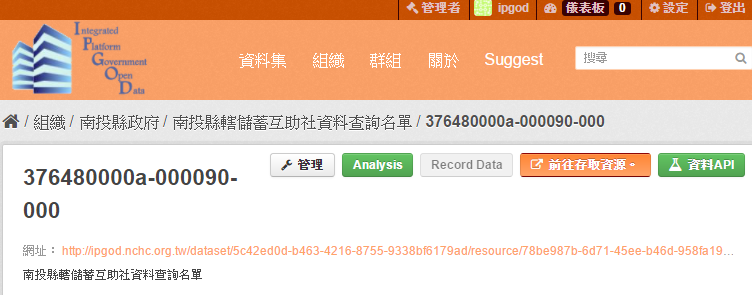 管理者 ipgod 儀表板 0 設定 登出
Integrated
Platform
Government
Open
Data
資料集 組織 群組 關於 Suggest 搜尋
/ 組織 / 南投縣政府 / 南投縣轄儲蓄互助社資料查詢名單 / 376480000a-000090-000
376480000a-000090-
000
管理 Analysis Record Data 前往存取資源。 資料API
網址： http://ipgod.nchc.org.tw/dataset/5c42ed0d-b463-4216-8755-9338bf6179ad/resource/78be987b-6d71-45ee-b46d-958fa19...
南投縣轄儲蓄互助社資料查詢名單